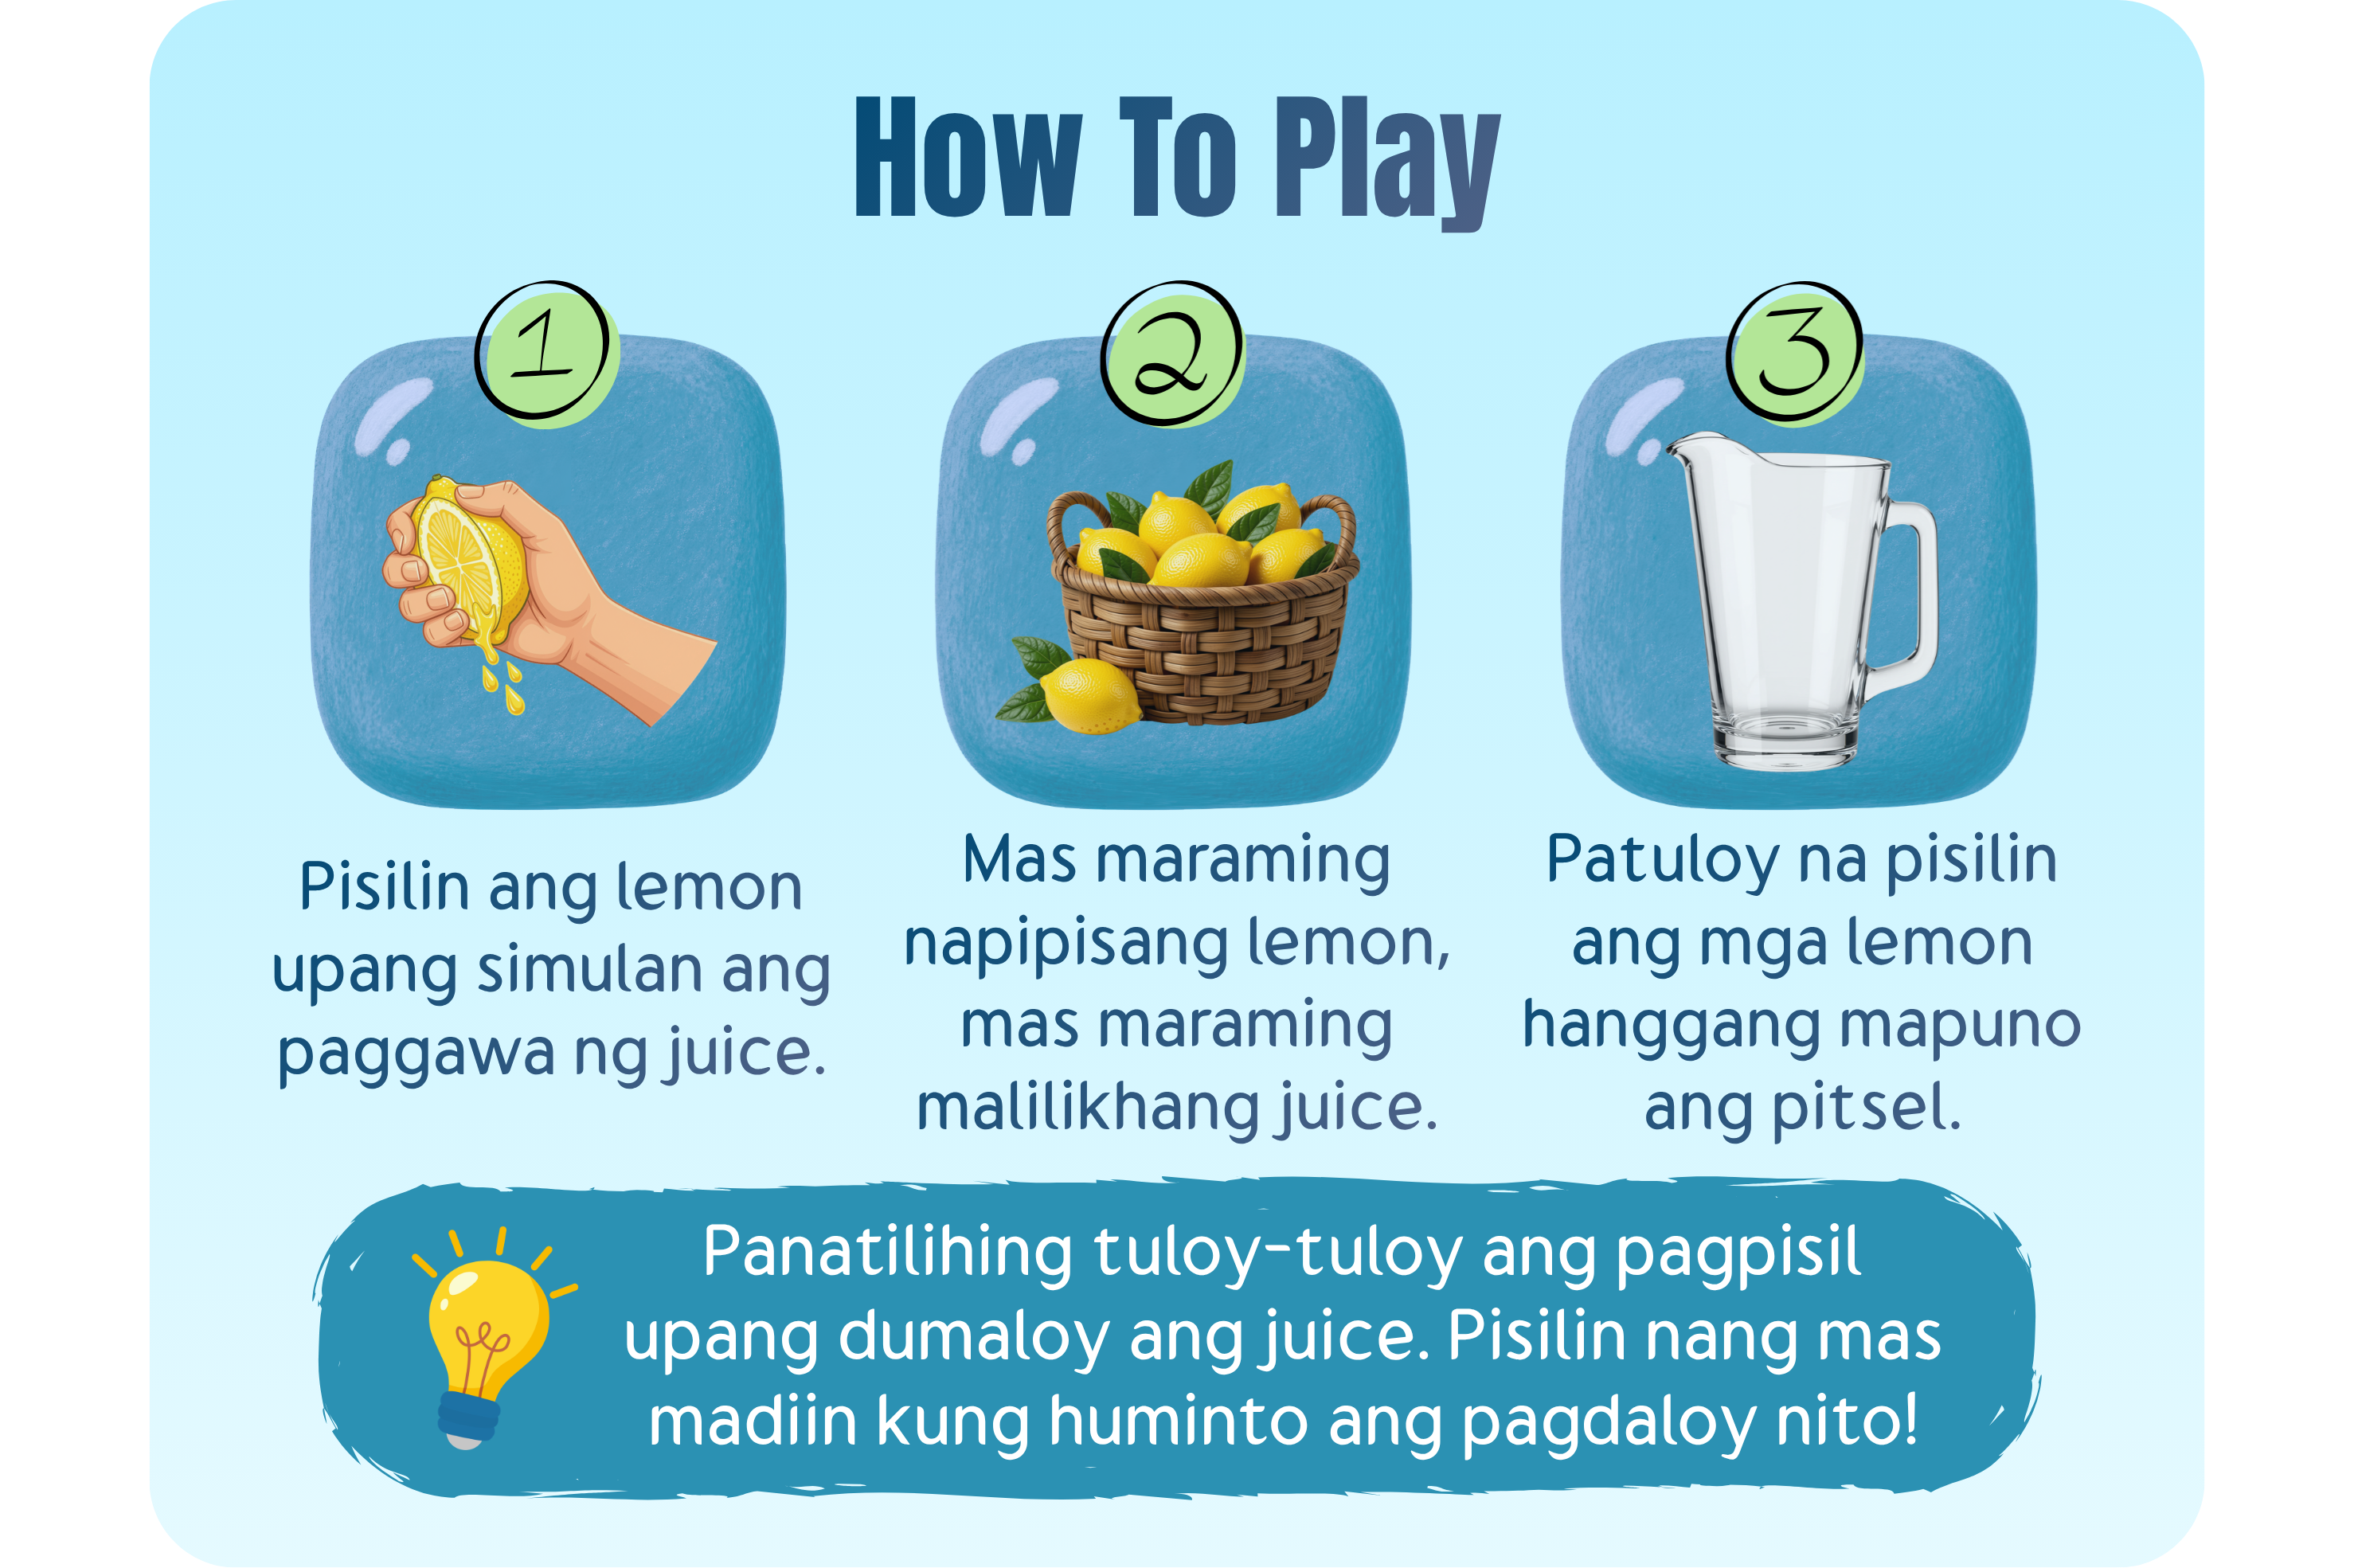 How To Play
1
Pisilin ang lemon
upang simulan ang
paggawa ng juice.
2
Mas maraming
napipisang lemon,
mas maraming
malilikhang juice.
3
Patuloy na pisilin
ang mga lemon
hanggang mapuno
ang pitsel.
Panatilihing tuloy-tuloy ang pagpisil
upang dumaloy ang juice. Pisilin nang mas
madiin kung huminto ang pagdaloy nito!